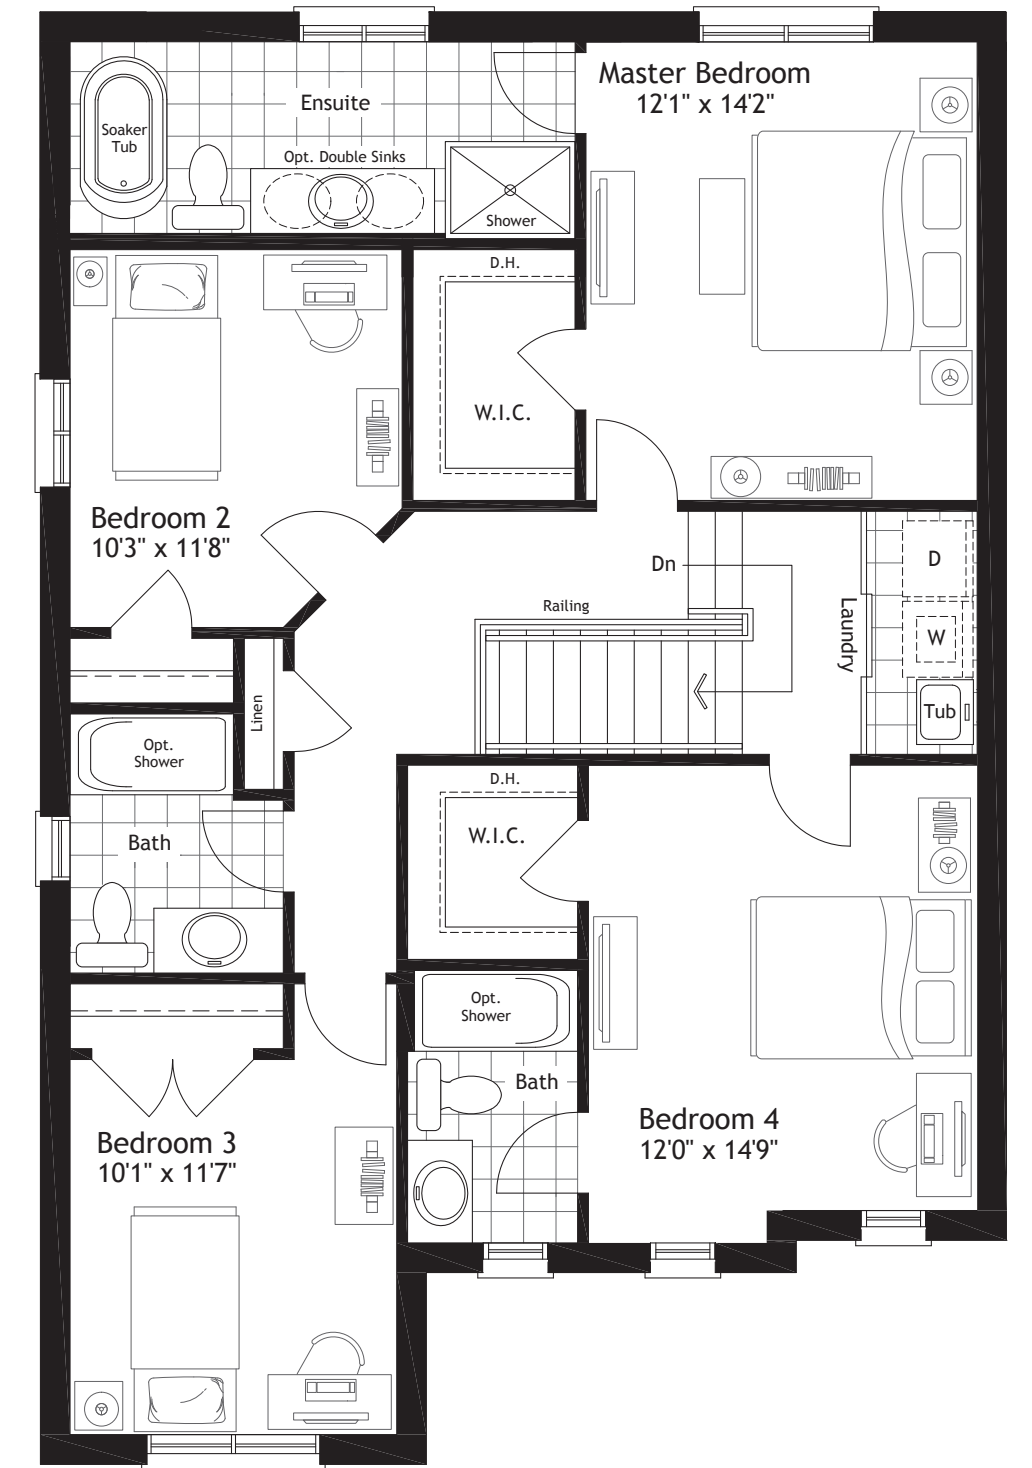 Master Bedroom
12'1" x 14'2"
Ensuite
Soaker
Tub
Opt. Double Sinks
Shower
D.H.
W.I.C.
Bedroom 2
10'3" x 11'8"
Dn
D
Railing
Laundry
W
Linen
Tub
Opt.
Shower
D.H.
W.I.C.
Bath
Opt.
Shower
Bath
Bedroom 4
12'0" x 14'9"
Bedroom 3
10'1" x 11'7"